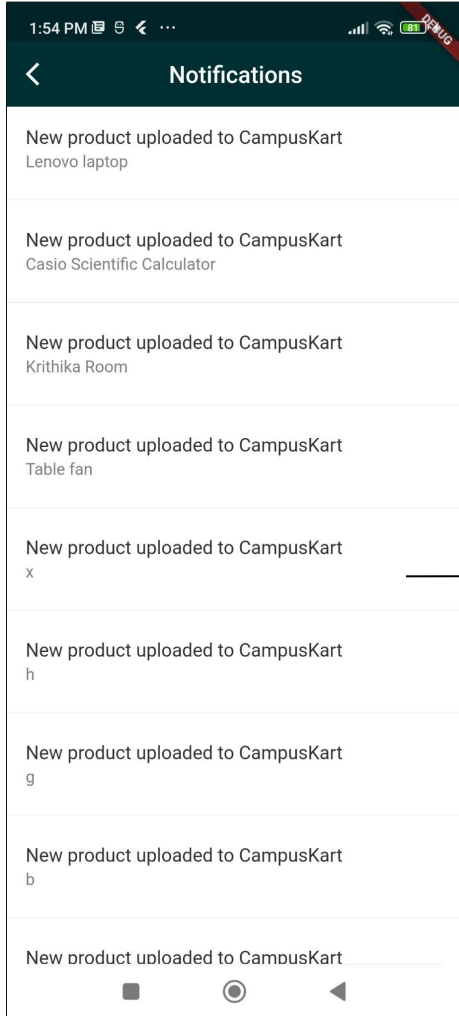 1:54 PM
81
DEBUG
Notifications
New product uploaded to CampusKart
Lenovo laptop
New product uploaded to CampusKart
Casio Scientific Calculator
New product uploaded to CampusKart
Krithika Room
New product uploaded to CampusKart
Table fan
New product uploaded to CampusKart
x
New product uploaded to CampusKart
h
New product uploaded to CampusKart
g
New product uploaded to CampusKart
b
New product uploaded to CampusKart